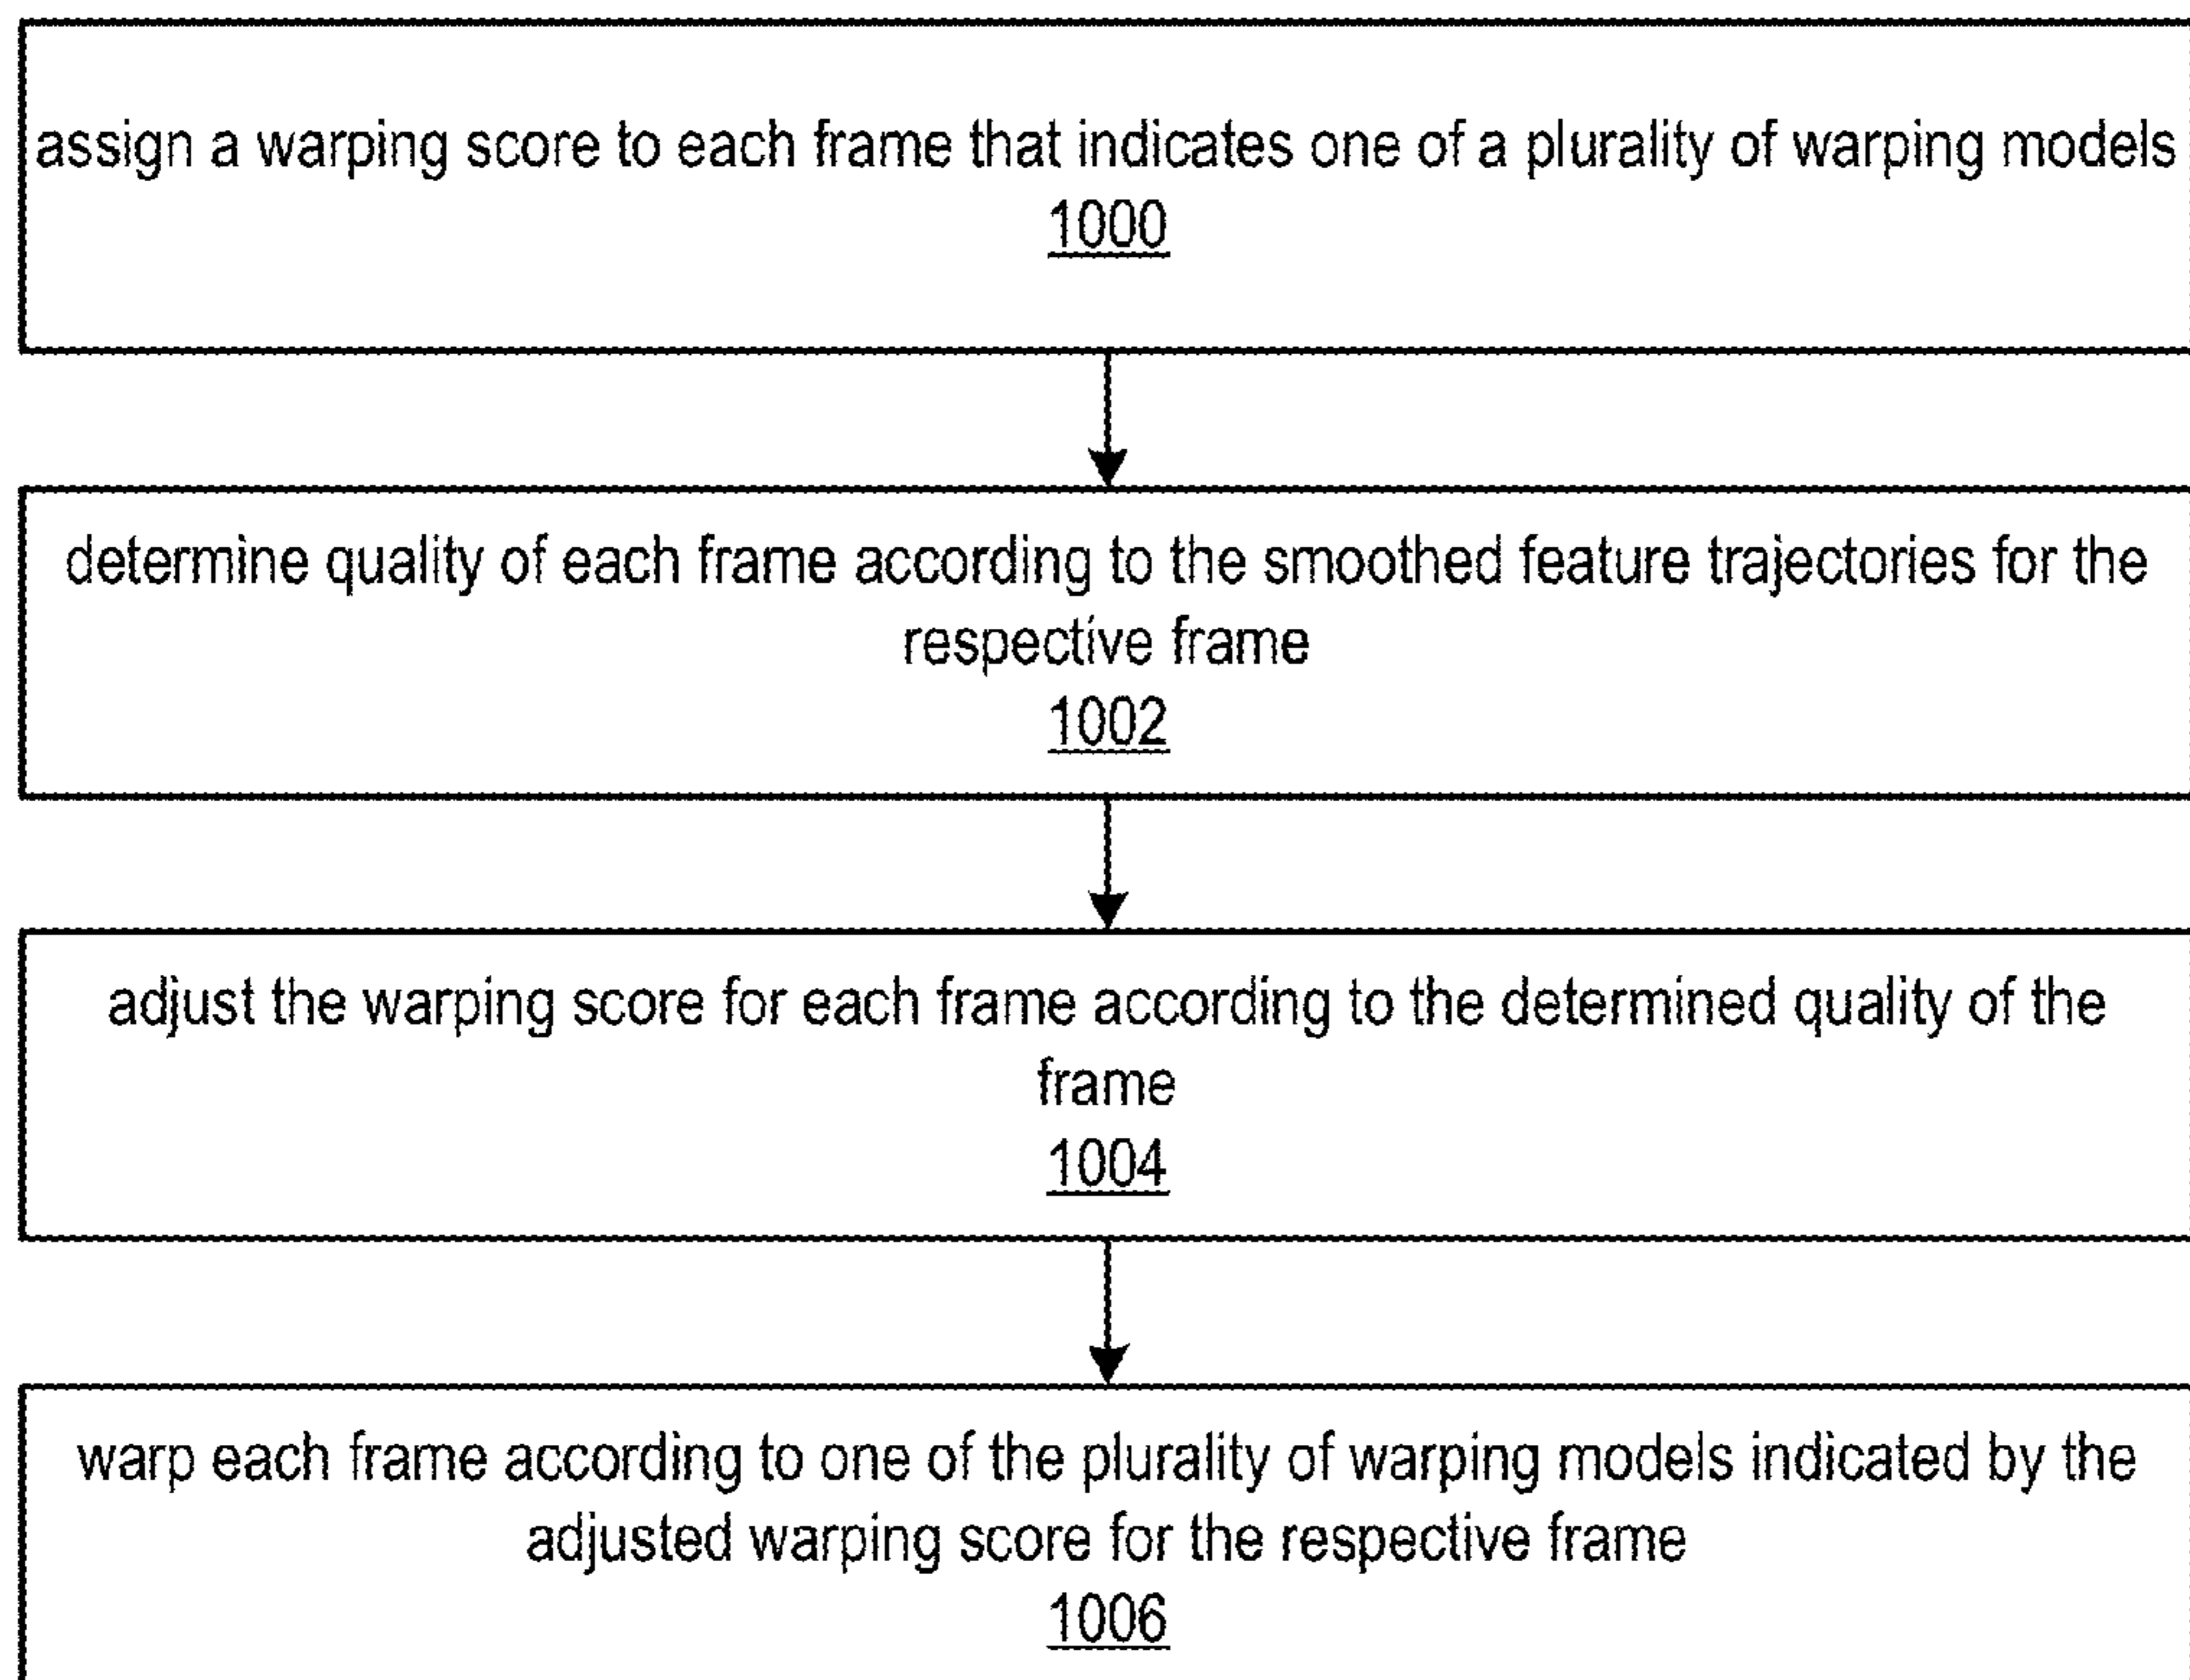 assign a warping score to each frame that indicates one of a plurality of warping models
1000
determine quality of each frame according to the smoothed feature trajectories for the
respective frame
1002
adjust the warping score for each frame according to the determined quality of the
frame
1004
warp each frame according to one of the plurality of warping models indicated by the
adjusted warping score for the respective frame
1006